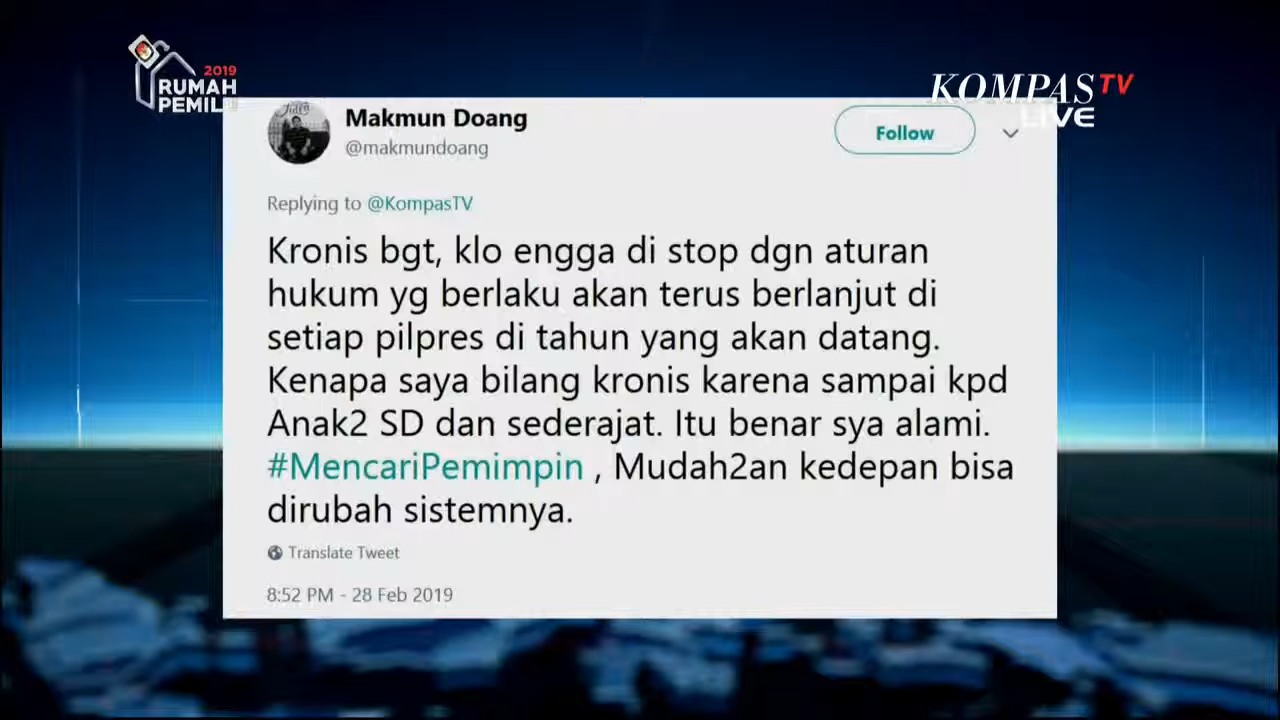 2019
RUMAH
PEMIL
KOMPAS TV
LIVE
Makmun Doang
@makmundoang
Follow
Replying to @KompasTV
Kronis bgt, klo engga di stop dgn aturan
hukum yg berlaku akan terus berlanjut di
setiap pilpres di tahun yang akan datang.
Kenapa saya bilang kronis karena sampai kpd
Anak2 SD dan sederajat. Itu benar sya alami.
#MencariPemimpin , Mudah2an kedepan bisa
dirubah sistemnya.
Translate Tweet
8:52 PM - 28 Feb 2019